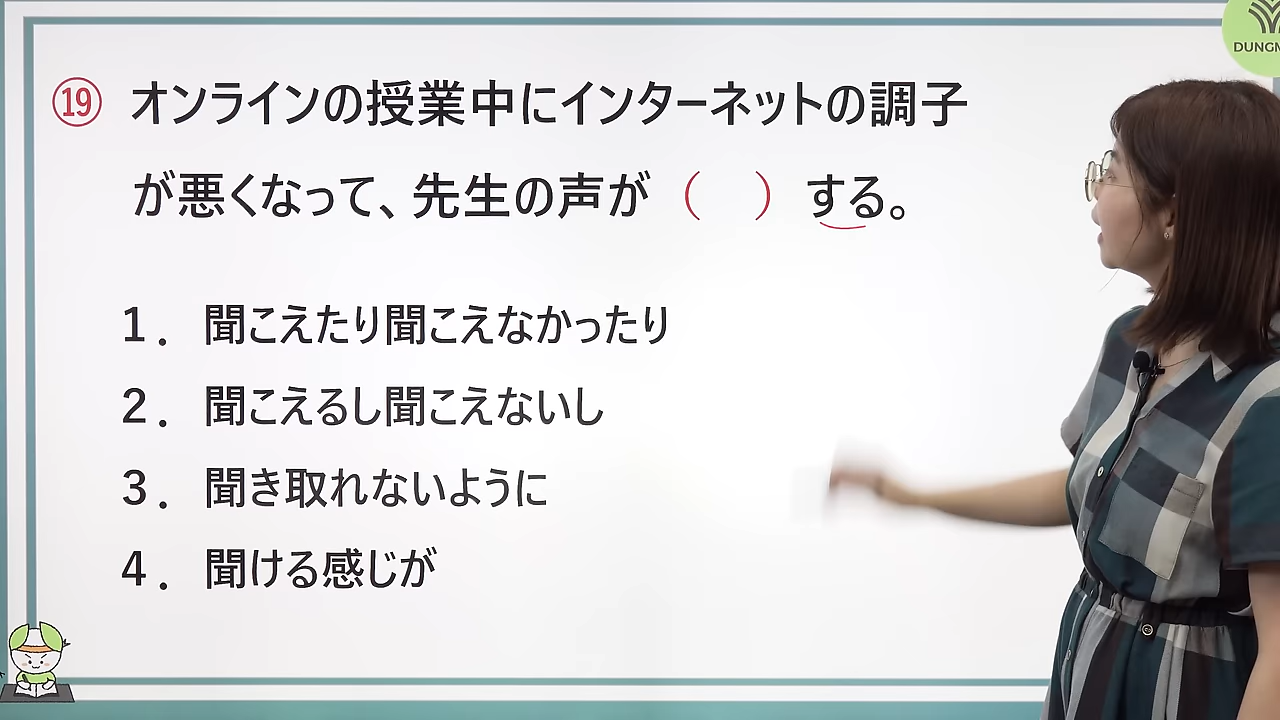 ⑲ オンラインの授業中にインターネットの調子
が悪くなって、先生の声が（　）する。
1． 聞こえたり聞こえなかったり
2． 聞こえるし聞こえないし
3． 聞き取れないように
4． 聞ける感じが